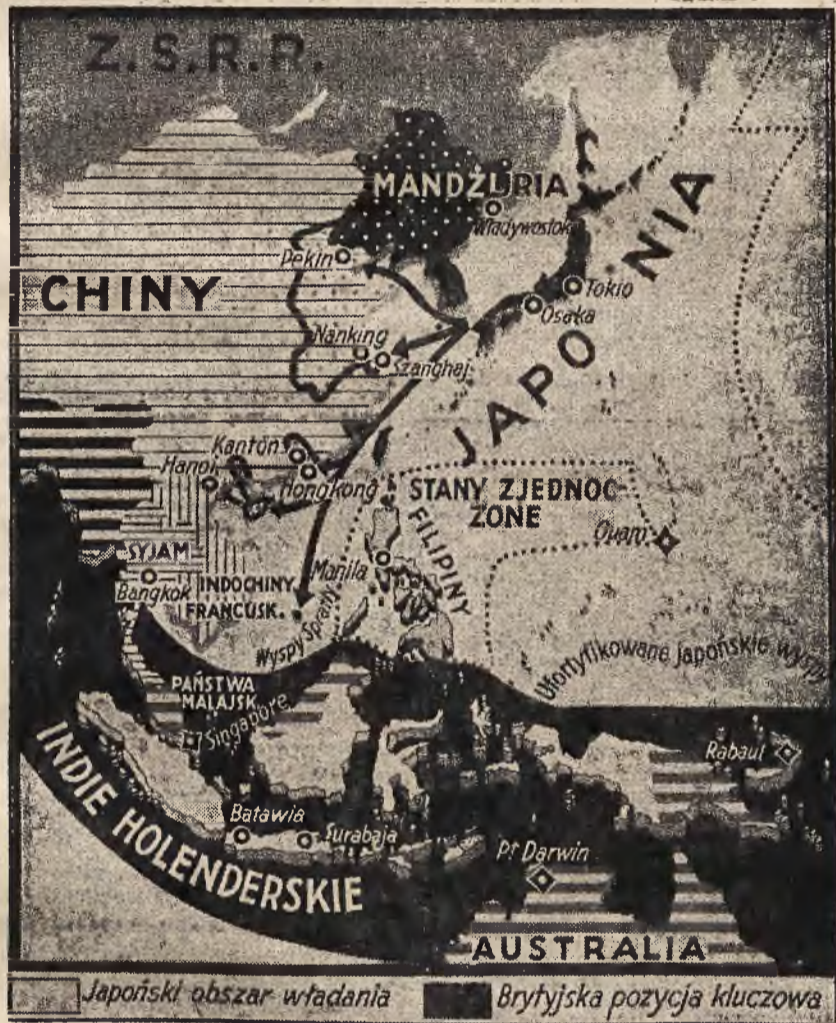 Z. S. R. R.
MANDŻURIA
Władywostok
Pekin
CHINY
Tokio
Osaka
JAPONIA
Nanking
Szanghaj
Kanton
Hanoi
Hongkong
STANY ZJEDNOC-
ZONE
FILIPINY
Guam
SYJAM
Bangkok
INDOCHINY
FRANCUSK.
Manila
Wyspy Spratly
Ufortyfikowane japońskie wyspy
PAŃSTWA
MALAJSK.
Singapore
INDIE HOLENDERSKIE
Rabaul
Batawia
Surabaja
Pt Darwin
AUSTRALIA
Japoński obszar władania
Brytyjska pozycja kluczowa